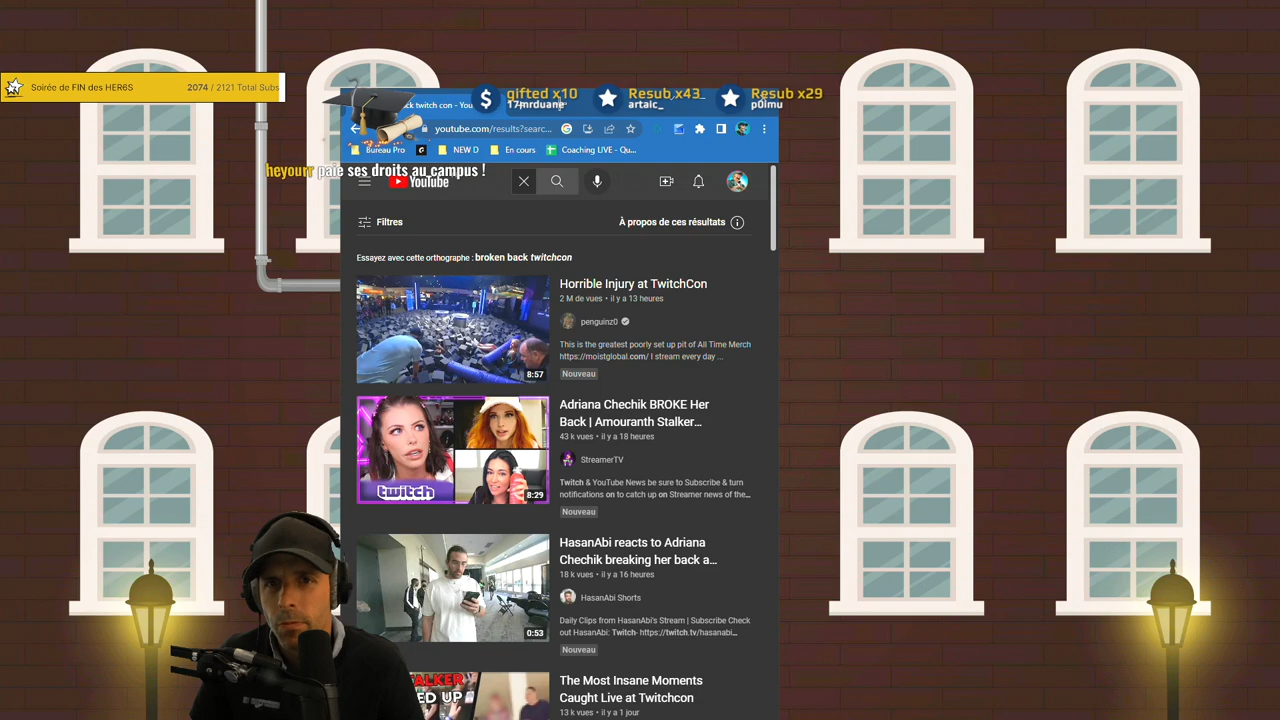 Soirée de FIN des HER6S 2074 / 2121 Total Subs
gifted x10
17mrduane
Resub x43
artaic_
Resub x29
p0lmu
ck twitch con - You
youtube.com/results?searc...
Bureau Pro
NEW D
En cours
Coaching LIVE - Qu...
heyourr paie ses droits au campus !
YouTube
Filtres
À propos de ces résultats
Essayez avec cette orthographe : broken back twitchcon
Horrible Injury at TwitchCon
2 M de vues • il y a 13 heures
penguinz0
This is the greatest poorly set up pit of All Time Merch
https://moistglobal.com/ I stream every day ...
Nouveau
8:57
Adriana Chechik BROKE Her
Back | Amouranth Stalker...
43 k vues • il y a 18 heures
StreamerTV
Twitch & YouTube News be sure to Subscribe & turn
notifications on to catch up on Streamer news of the...
Nouveau
twitch
8:29
HasanAbi reacts to Adriana
Chechik breaking her back a...
18 k vues • il y a 16 heures
HasanAbi Shorts
Daily Clips from HasanAbi's Stream | Subscribe Check
out HasanAbi: Twitch- https://twitch.tv/hasanabi...
Nouveau
0:53
The Most Insane Moments
Caught Live at Twitchcon
13 k vues • il y a 1 jour
ALKER
ED UP